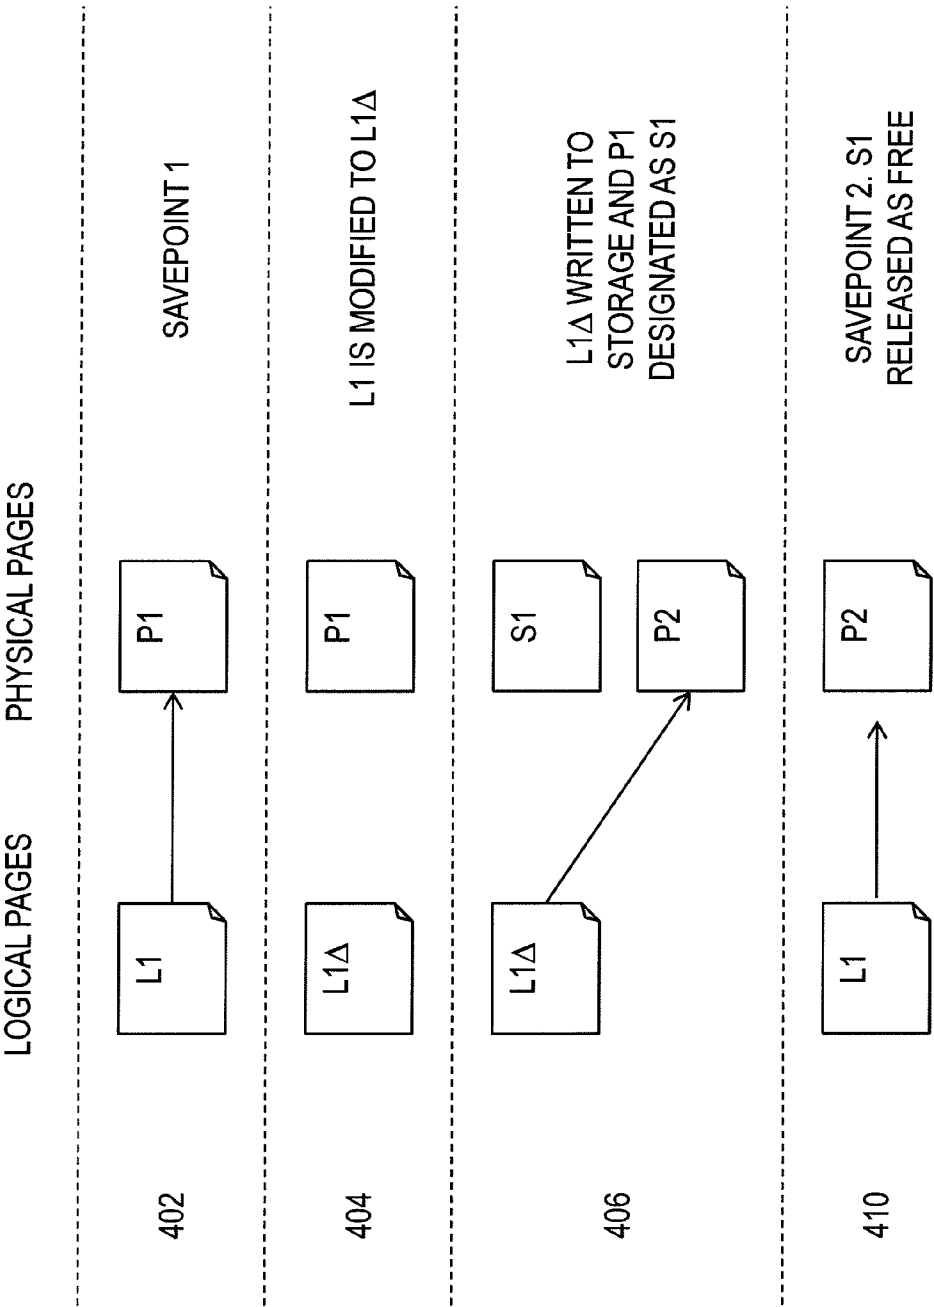 LOGICAL PAGES
PHYSICAL PAGES
402
L1
P1
SAVEPOINT 1
404
L1Δ
P1
L1 IS MODIFIED TO L1Δ
406
L1Δ
S1
P2
L1Δ WRITTEN TO
STORAGE AND P1
DESIGNATED AS S1
410
L1
P2
SAVEPOINT 2. S1
RELEASED AS FREE